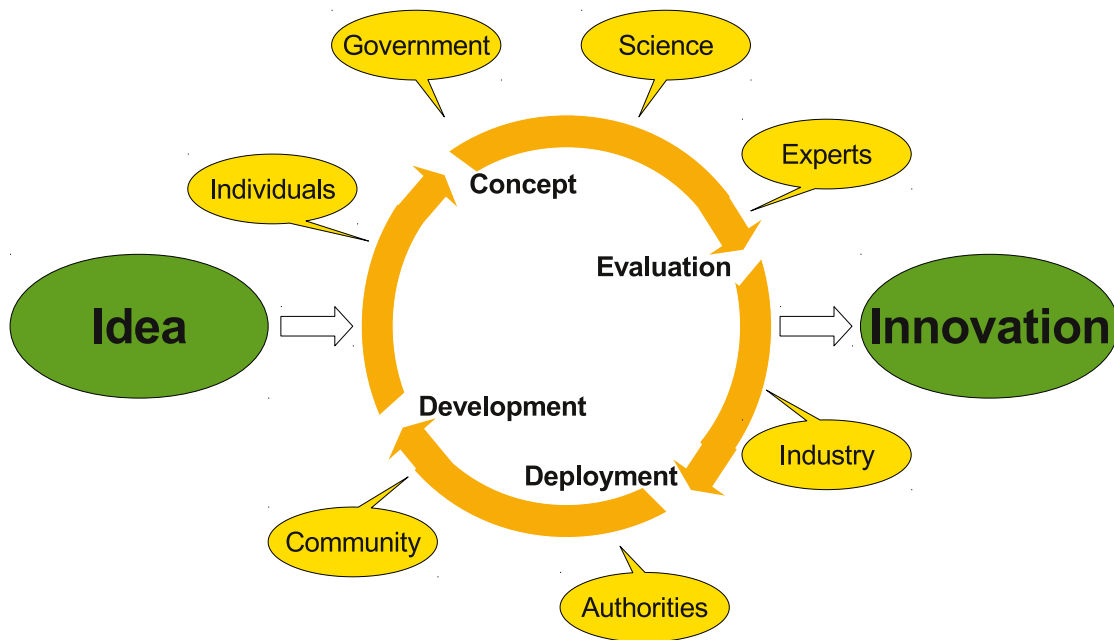 Government
Science
Experts
Individuals
Concept
Evaluation
Idea
Innovation
Development
Deployment
Industry
Community
Authorities